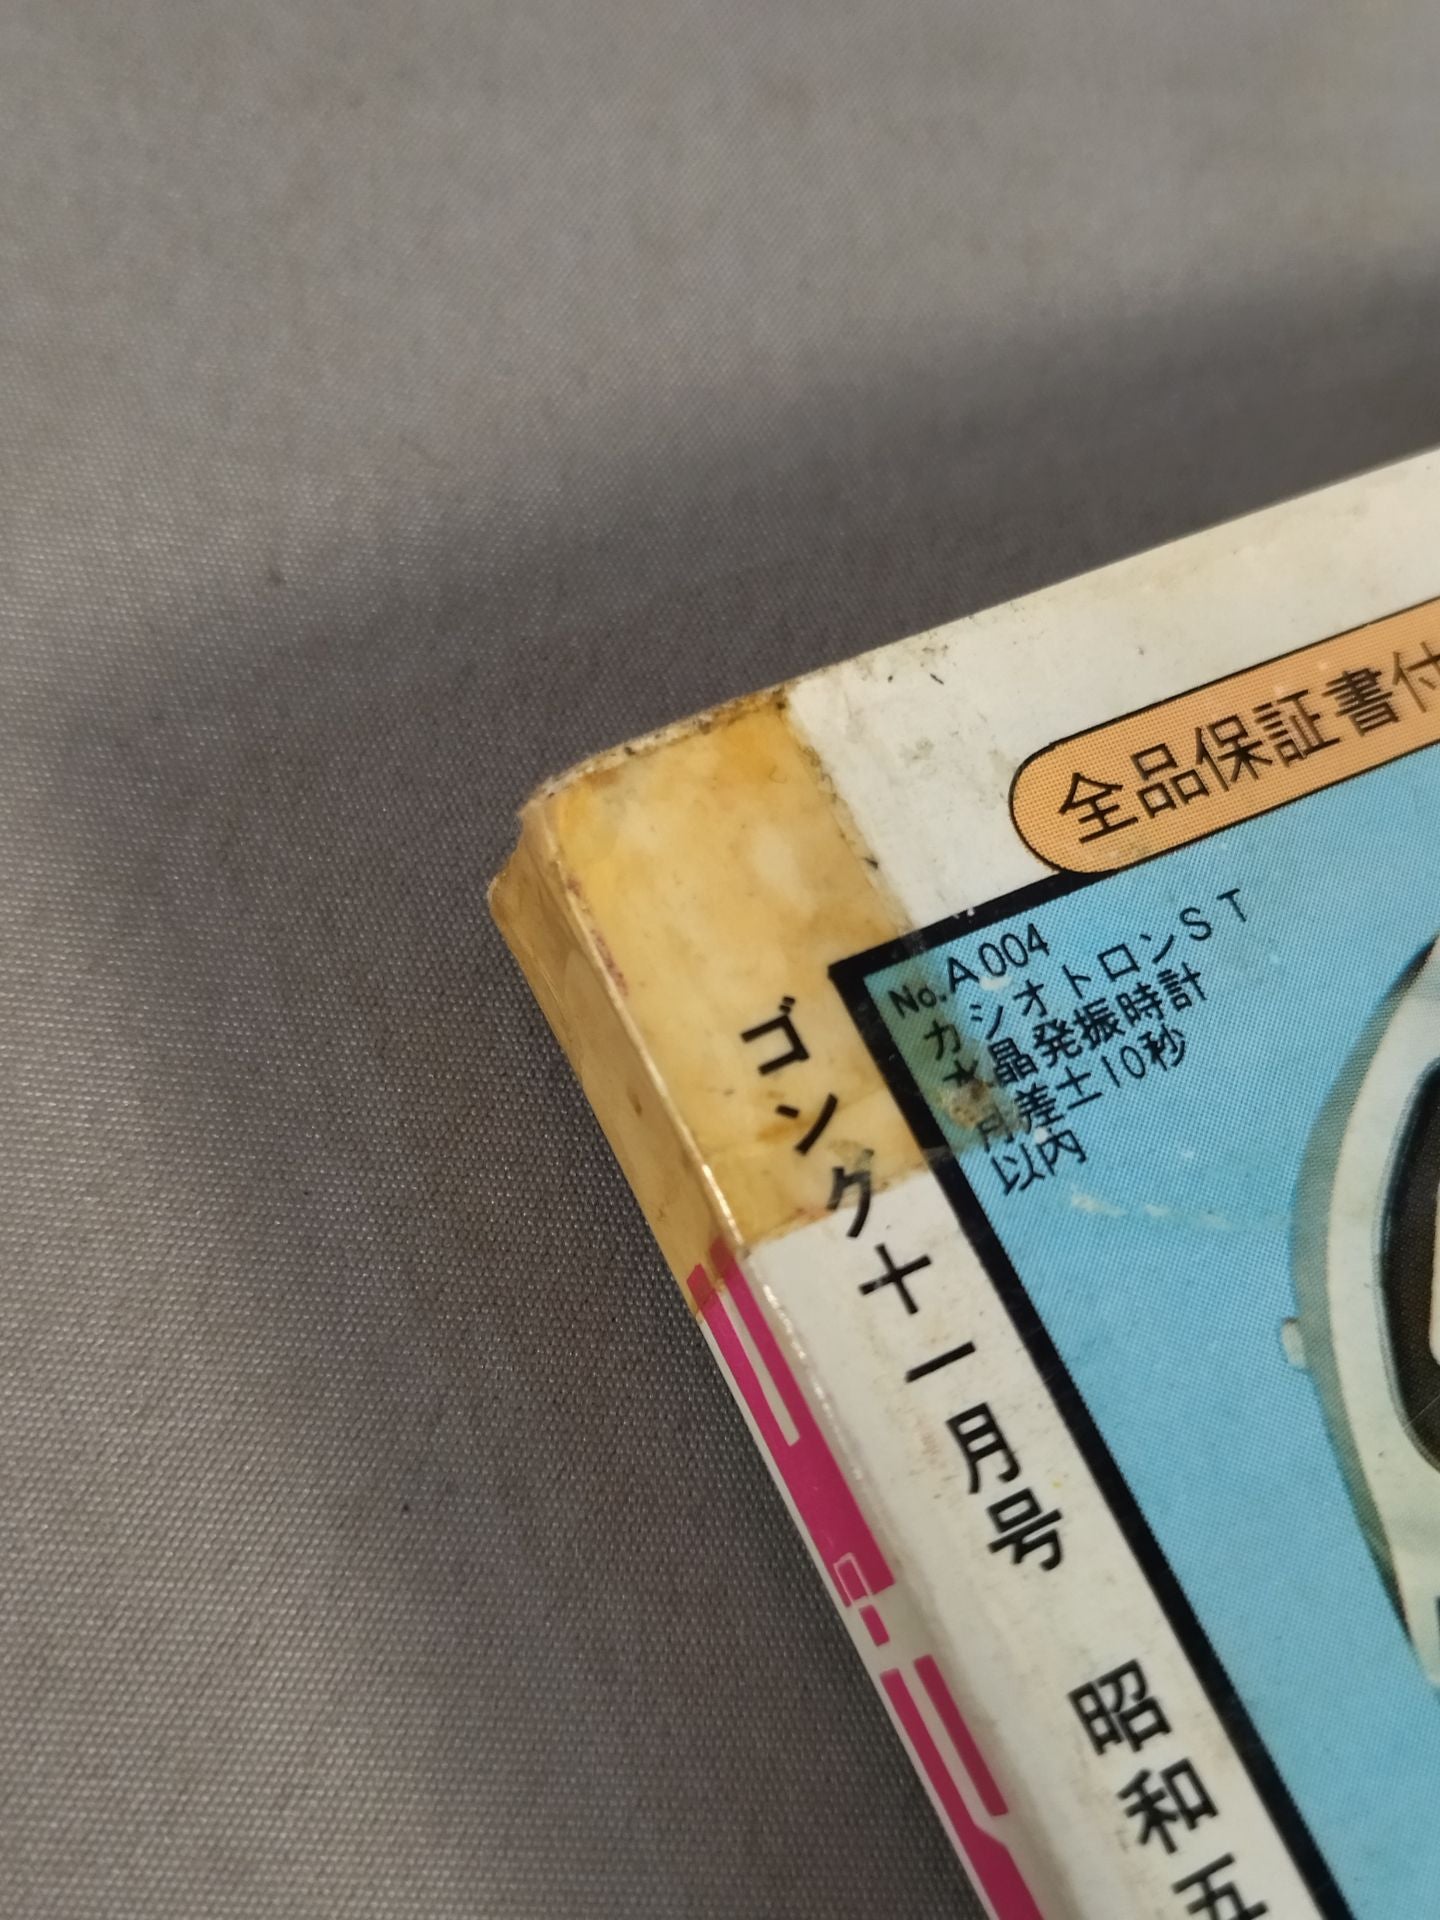 全品保証書付
No.A004
カシオトロンST
水晶発振時計
月差±10秒
以内
ゴング十一月号 昭和五